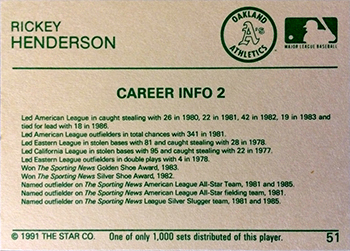 RICKEY
HENDERSON
OAKLAND
A's
ATHLETICS
MAJOR LEAGUE BASEBALL
CAREER INFO 2
Led American League in caught stealing with 26 in 1980, 22 in 1981, 42 in 1982, 19 in 1983 and
tied for lead with 18 in 1986.
Led American League outfielders in total chances with 341 in 1981.
Led Eastern League in stolen bases with 81 and caught stealing with 28 in 1978.
Led California League in stolen bases with 95 and caught stealing with 22 in 1977.
Led Eastern League outfielders in double plays with 4 in 1978.
Won The Sporting News Golden Shoe Award, 1983.
Won The Sporting News Silver Shoe Award, 1982.
Named outfielder on The Sporting News American League All-Star Team, 1981 and 1985.
Named outfielder on The Sporting News American League All-Star fielding team, 1981.
Named outfielder on The Sporting News League Silver Slugger team, 1981 and 1985.
© 1991 THE STAR CO. One of only 1,000 sets distributed of this player. 51